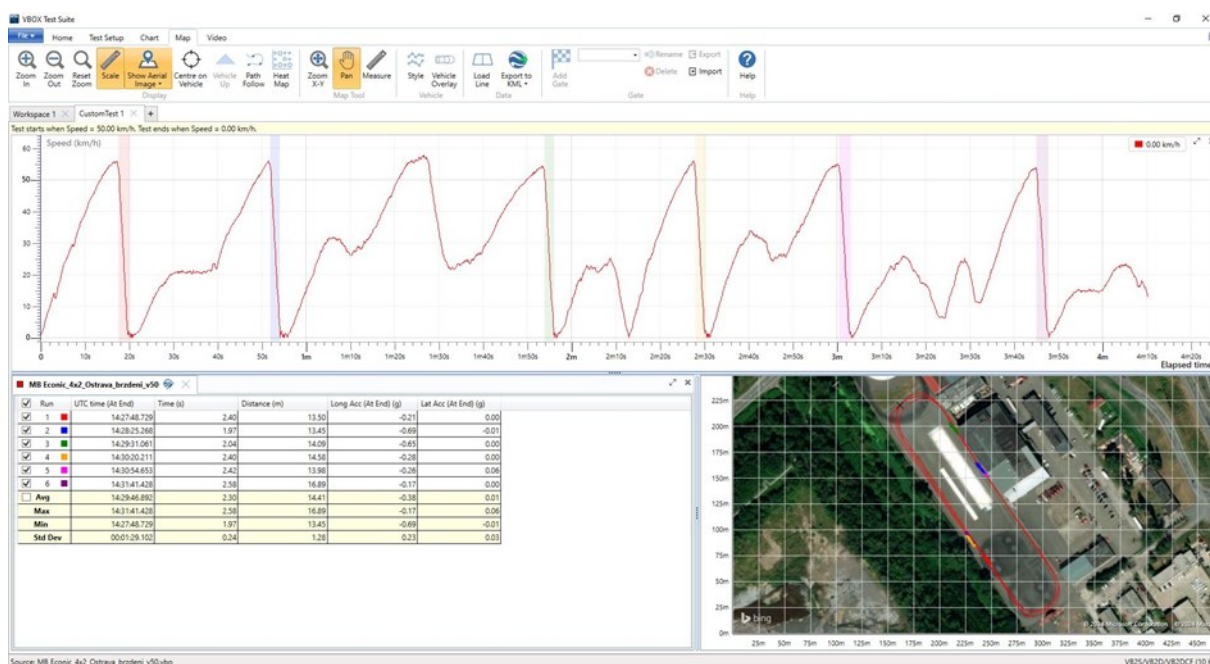 VBOX Test Suite
File Home Test Setup Chart Map Video
Zoom In Zoom Out Reset Zoom Scale Show Aerial Image Centre on Vehicle Vehicle Up Path Follow Heat Map Zoom X-Y Pan Measure Style Vehicle Overlay Load Line Export to KML Add Gate Rename Export Delete Import Help
Display Map Tool Vehicle Data Gate Help
Workspace 1 CustomTest 1
Test starts when Speed = 50.00 km/h. Test ends when Speed = 0.00 km/h.
Speed (km/h)
0.00 km/h
60
50
40
30
20
10
0
0 10s 20s 30s 40s 50s 1m 1m10s 1m20s 1m30s 1m40s 1m50s 2m 2m10s 2m20s 2m30s 2m40s 2m50s 3m 3m10s 3m20s 3m30s 3m40s 3m50s 4m 4m10s 4m20s
Elapsed time
MB Econic_4x2_Ostrava_brzdeni_v50
Run UTC time (At End) Time (s) Distance (m) Long Acc (At End) (g) Lat Acc (At End) (g)
1 14:27:48.729 2.40 13.50 -0.21 0.00
2 14:28:25.268 1.97 13.45 -0.69 -0.01
3 14:29:31.061 2.04 14.09 -0.65 0.00
4 14:30:20.211 2.40 14.58 -0.28 0.00
5 14:30:54.653 2.42 13.98 -0.26 0.06
6 14:31:41.428 2.58 16.89 -0.17 0.00
Avg 14:29:46.892 2.30 14.41 -0.38 0.01
Max 14:31:41.428 2.58 16.89 -0.17 0.06
Min 14:27:48.729 1.97 13.45 -0.69 -0.01
Std Dev 00:01:29.102 0.24 1.28 0.23 0.03
225m
200m
175m
150m
125m
100m
75m
50m
25m
0m
bing
© 2024 Microsoft Corporation
25m 50m 75m 100m 125m 150m 175m 200m 225m 250m 275m 300m 325m 350m 375m 400m 425m 450m
Source: MB Econic_4x2_Ostrava_brzdeni_v50.vbo